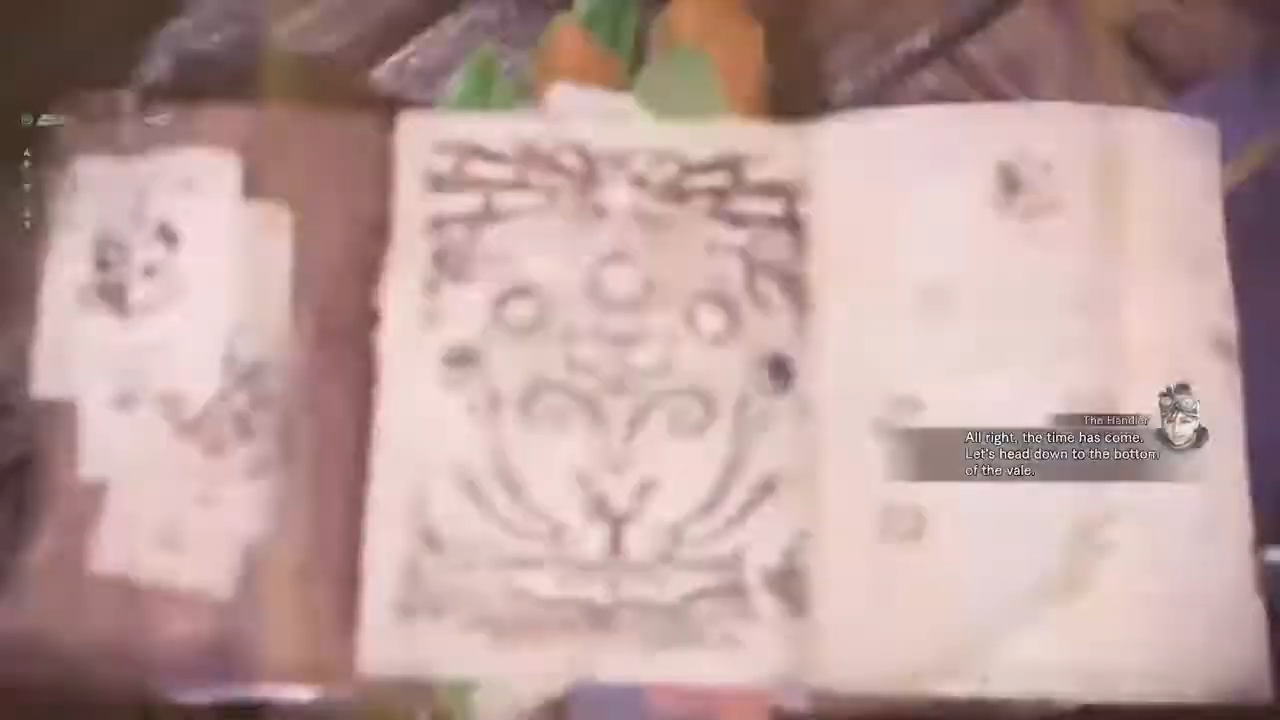 The Handler
All right, the time has come.
Let's head down to the bottom
of the vale.